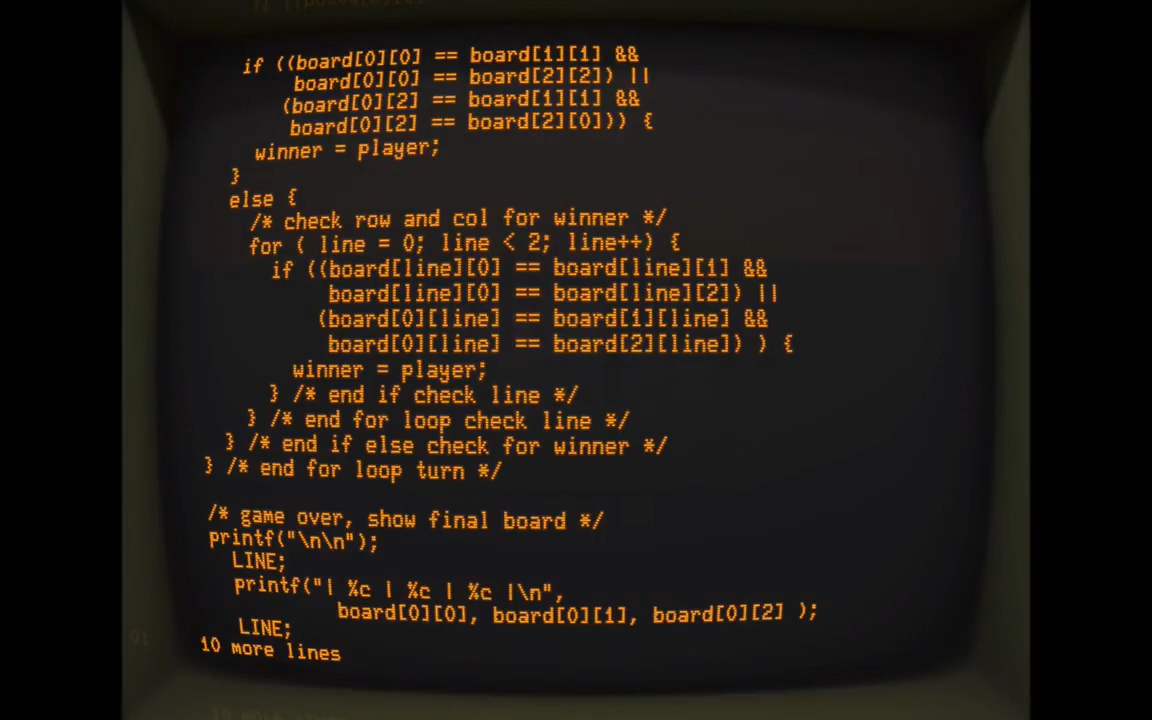 if ((board[0][0] == board[1][1] &&
board[0][0] == board[2][2]) ||
(board[0][2] == board[1][1] &&
board[0][2] == board[2][0])) {
winner = player;
}
else {
/* check row and col for winner */
for ( line = 0; line < 2; line++) {
if ((board[line][0] == board[line][1] &&
board[line][0] == board[line][2]) ||
(board[0][line] == board[1][line] &&
board[0][line] == board[2][line]) ) {
winner = player;
} /* end if check line */
} /* end for loop check line */
} /* end if else check for winner */
} /* end for loop turn */
/* game over, show final board */
printf("\n\n");
LINE;
printf("| %c | %c | %c |\n",
board[0][0], board[0][1], board[0][2] );
LINE;
10 more lines